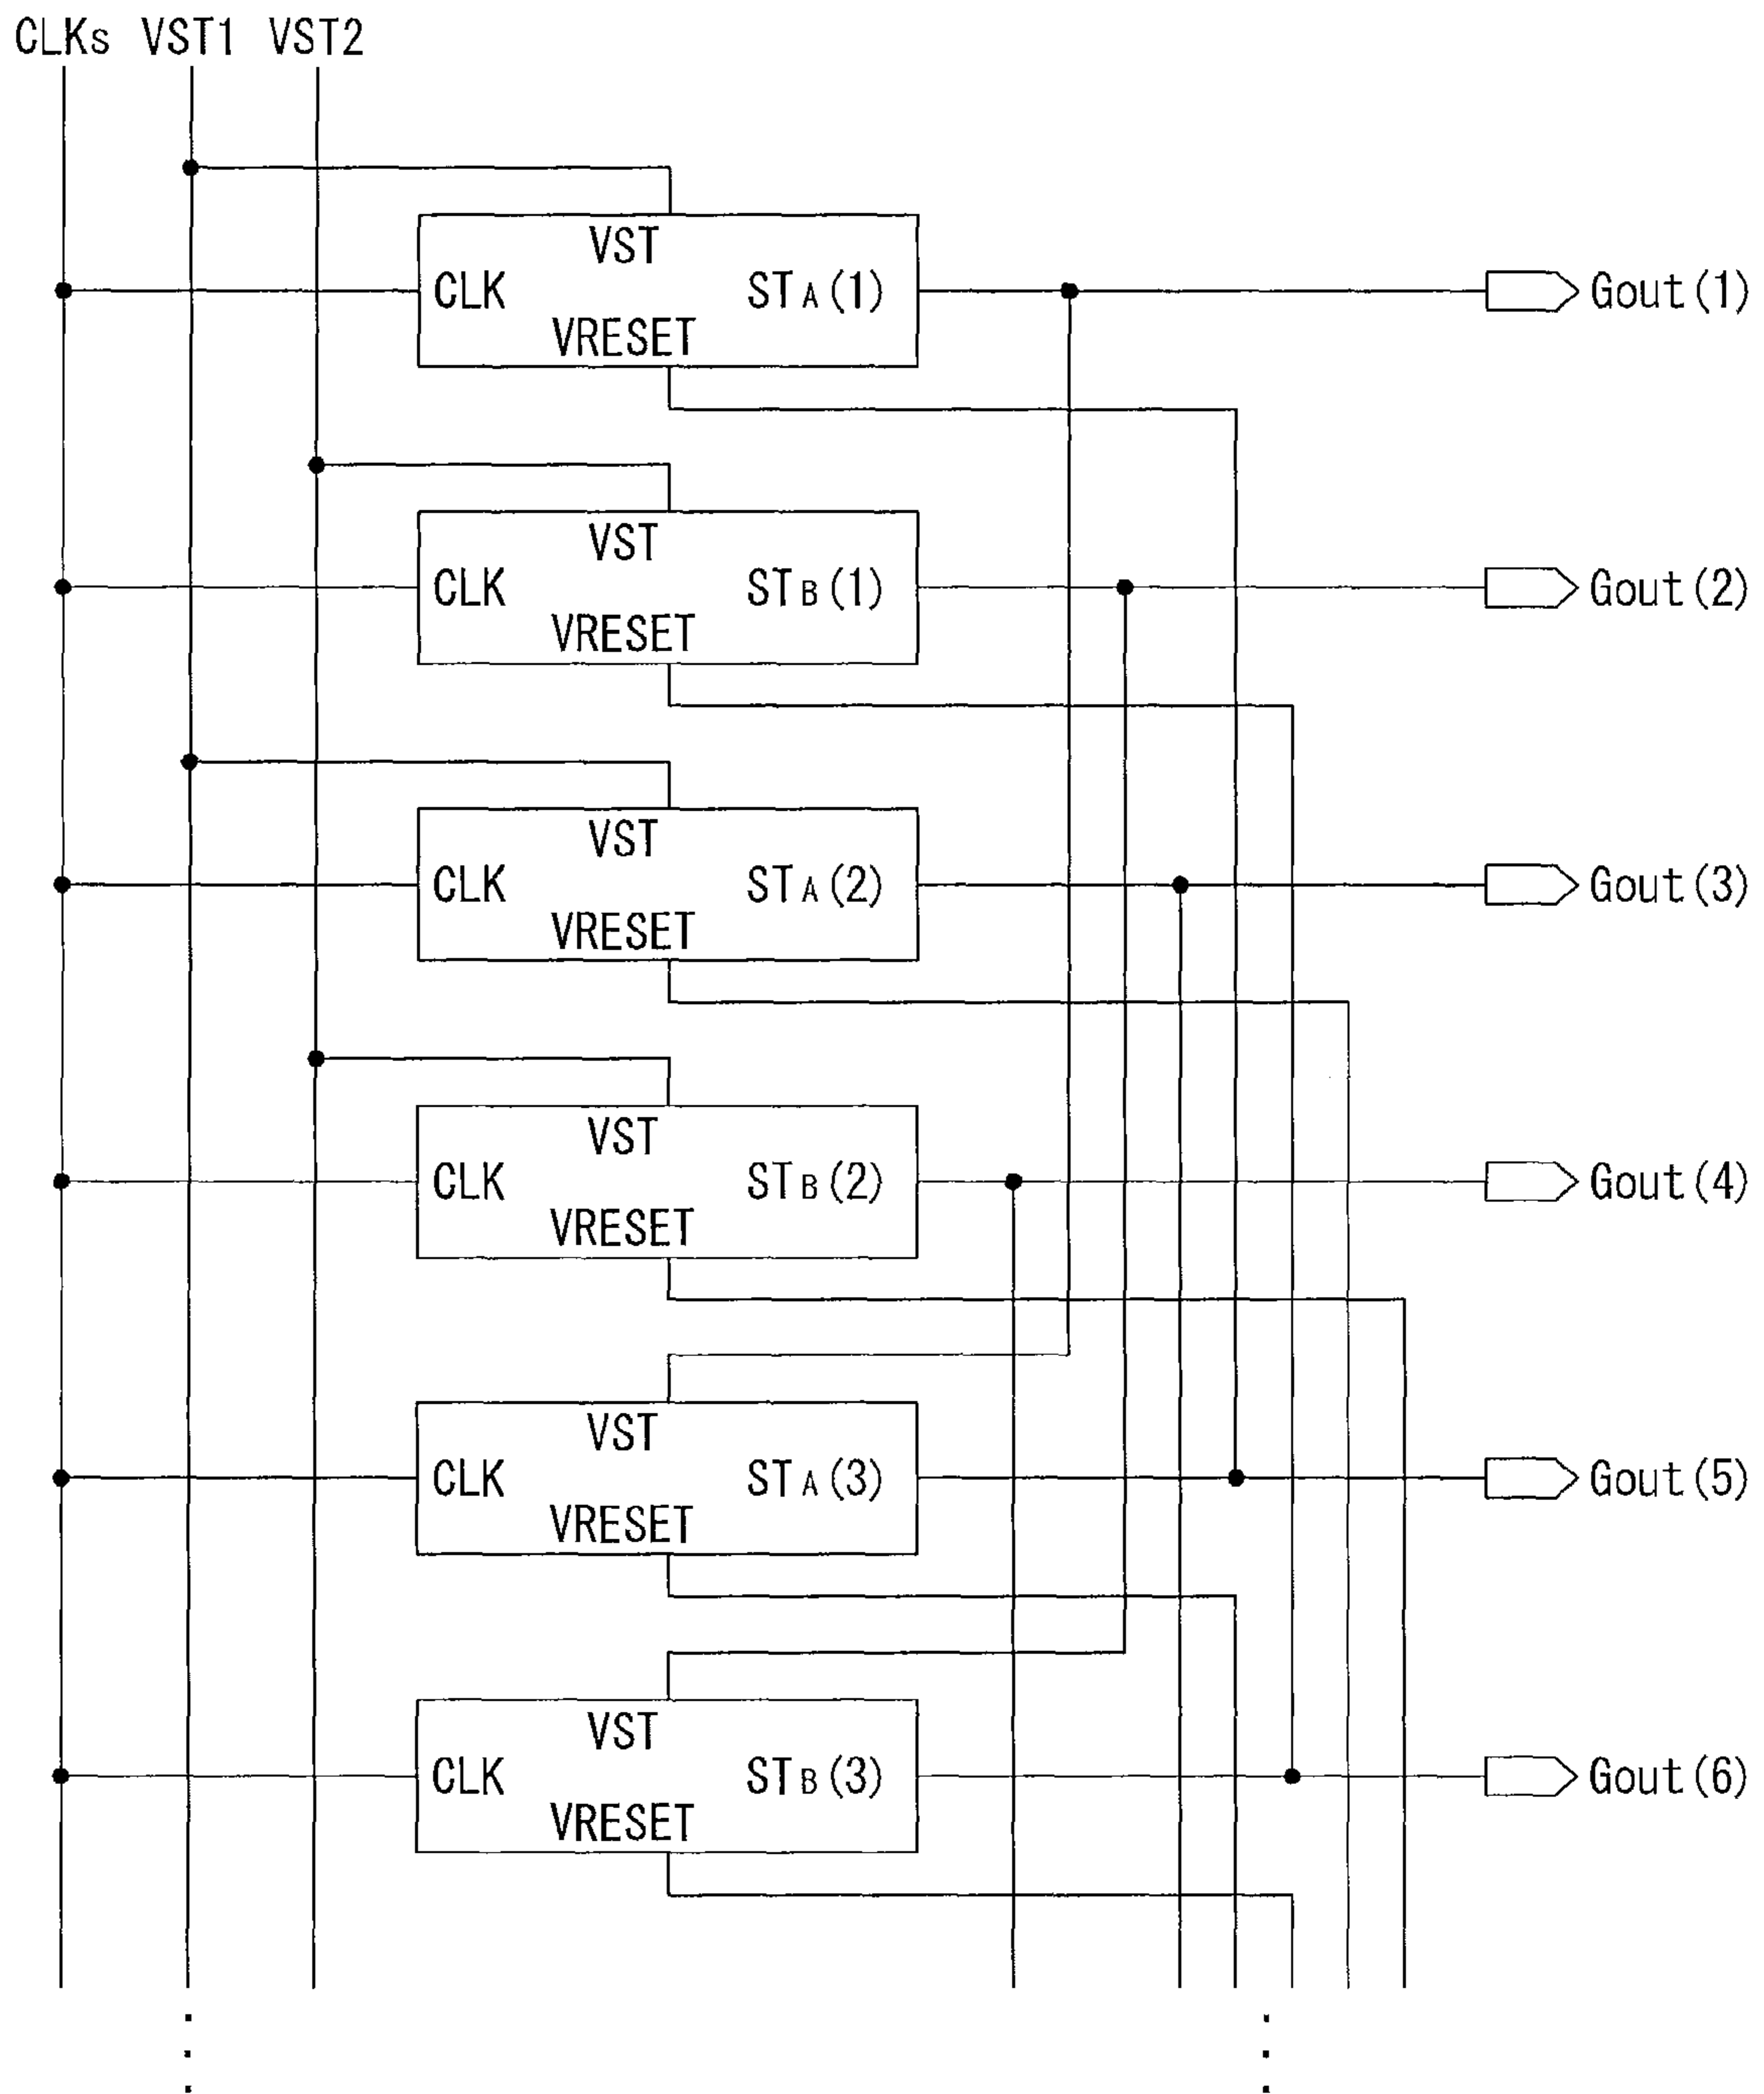 CLKs VST1 VST2
VST
CLK STA(1) Gout(1)
VRESET
VST
CLK STB(1) Gout(2)
VRESET
VST
CLK STA(2) Gout(3)
VRESET
VST
CLK STB(2) Gout(4)
VRESET
VST
CLK STA(3) Gout(5)
VRESET
VST
CLK STB(3) Gout(6)
VRESET